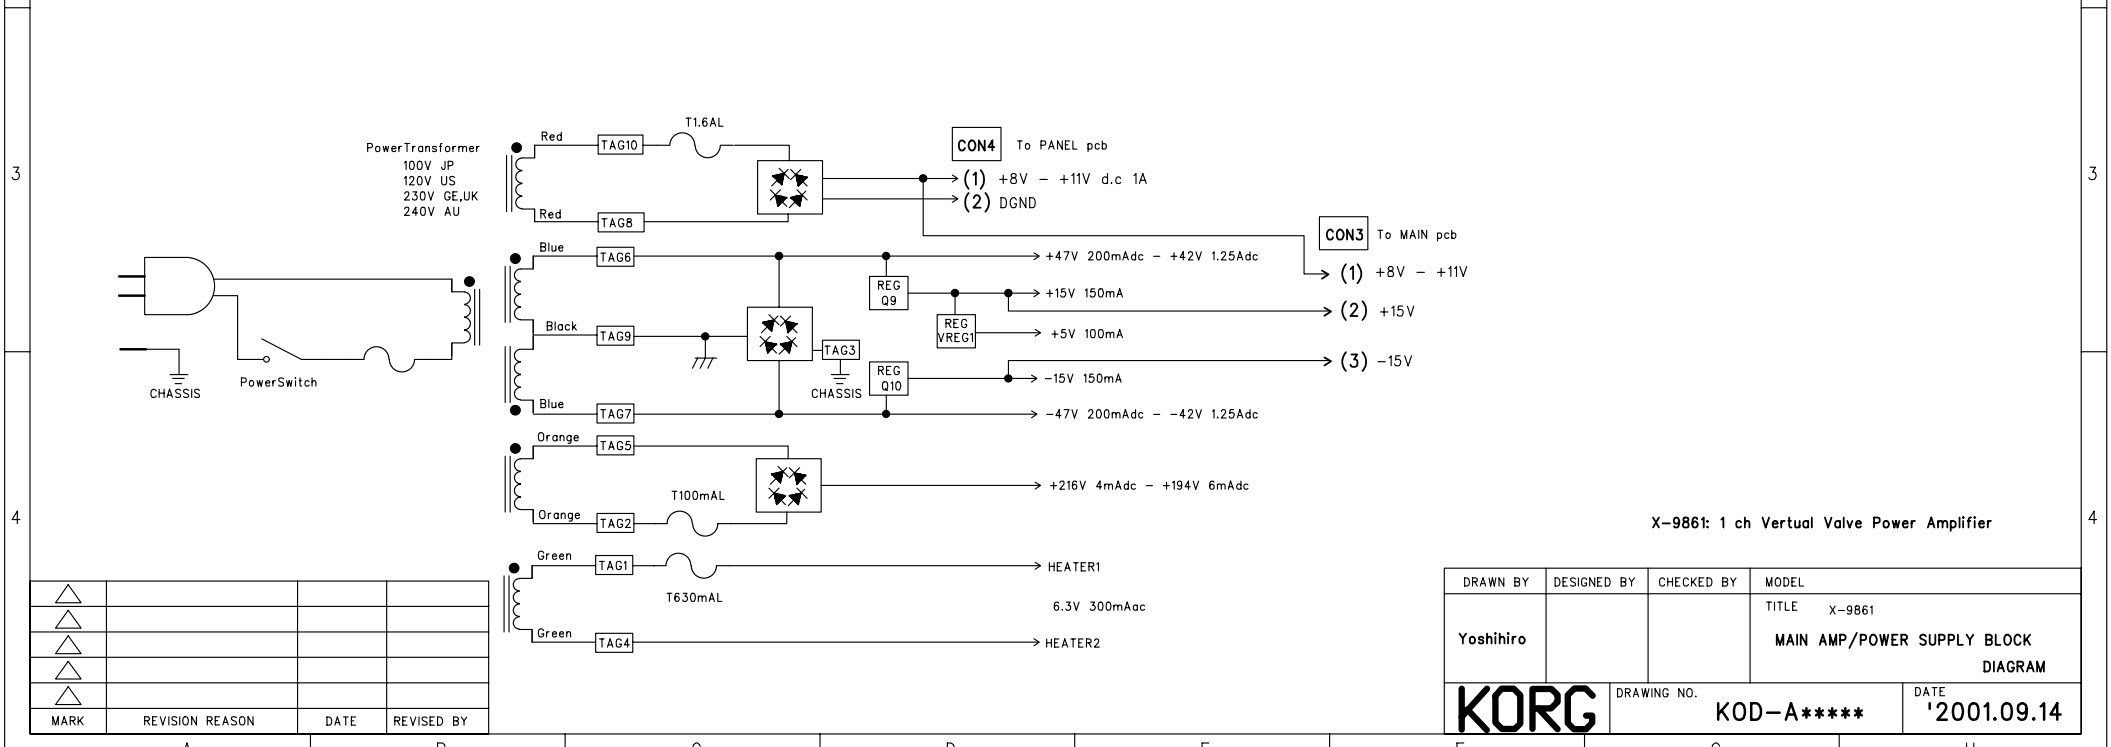 T1.6AL
PowerTransformer
100V JP
120V US
230V GE,UK
240V AU
Red
TAG10
CON4 To PANEL pcb
(1) +8V - +11V d.c 1A
(2) DGND
3
3
Red
TAG8
CON3 To MAIN pcb
Blue
TAG6
+47V 200mAdc - +42V 1.25Adc
(1) +8V - +11V
REG
Q9
+15V 150mA
(2) +15V
Black
TAG9
REG
VREG1
+5V 100mA
TAG3
CHASSIS
(3) -15V
REG
Q10
-15V 150mA
PowerSwitch
CHASSIS
Blue
TAG7
-47V 200mAdc - -42V 1.25Adc
Orange
TAG5
+216V 4mAdc - +194V 6mAdc
T100mAL
Orange
TAG2
4
4
X-9861: 1 ch Vertual Valve Power Amplifier
Green
TAG1
HEATER1
T630mAL
6.3V 300mAac
Green
TAG4
HEATER2
MARK REVISION REASON DATE REVISED BY
DRAWN BY DESIGNED BY CHECKED BY MODEL
TITLE X-9861
Yoshihiro
MAIN AMP/POWER SUPPLY BLOCK
DIAGRAM
KORG
DRAWING NO.
KOD-A*****
DATE
'2001.09.14